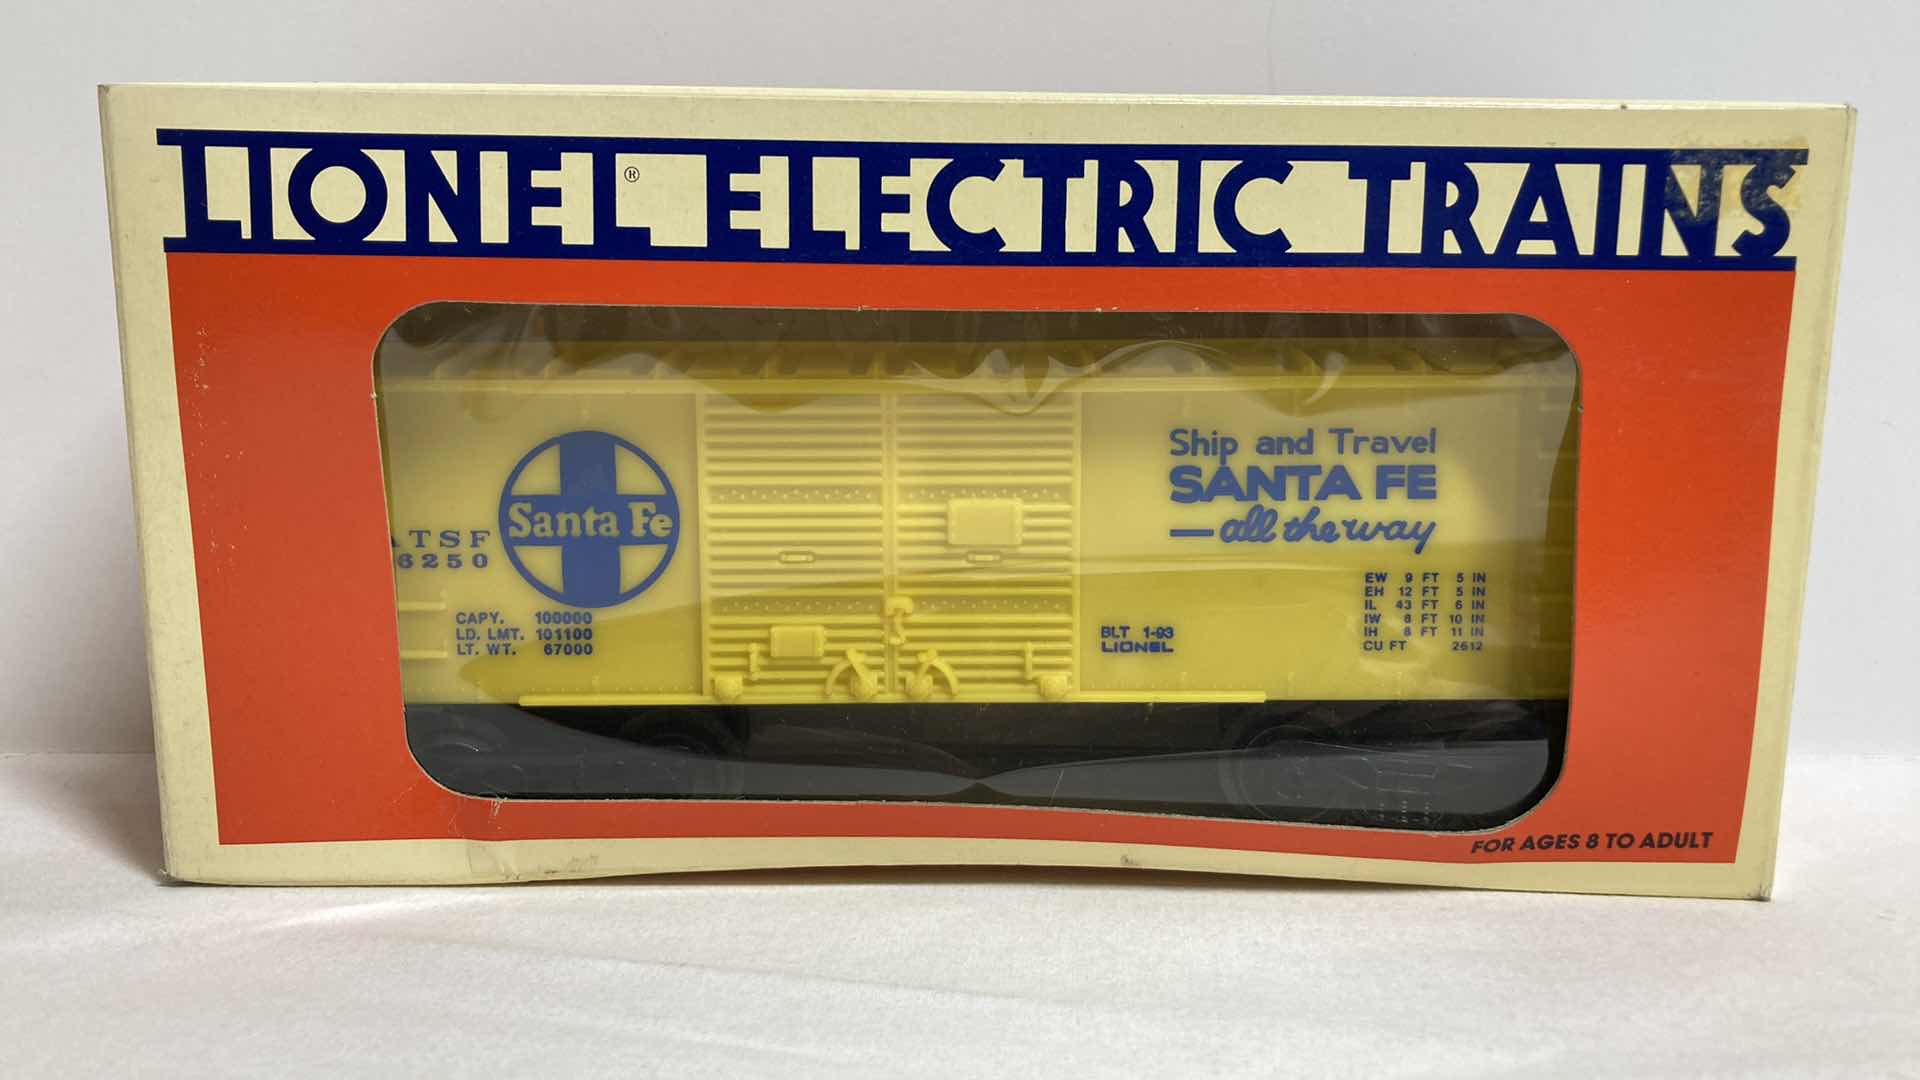 LIONEL® ELECTRIC TRAINS
ATSF
6250
Santa Fe
CAPY. 100000
LD. LMT. 101100
LT. WT. 67000
Ship and Travel
SANTA FE
—all the way
BLT 1-93
LIONEL
EW 9 FT 5 IN
EH 12 FT 5 IN
IL 43 FT 6 IN
IW 8 FT 10 IN
IH 8 FT 11 IN
CU FT 2612
FOR AGES 8 TO ADULT